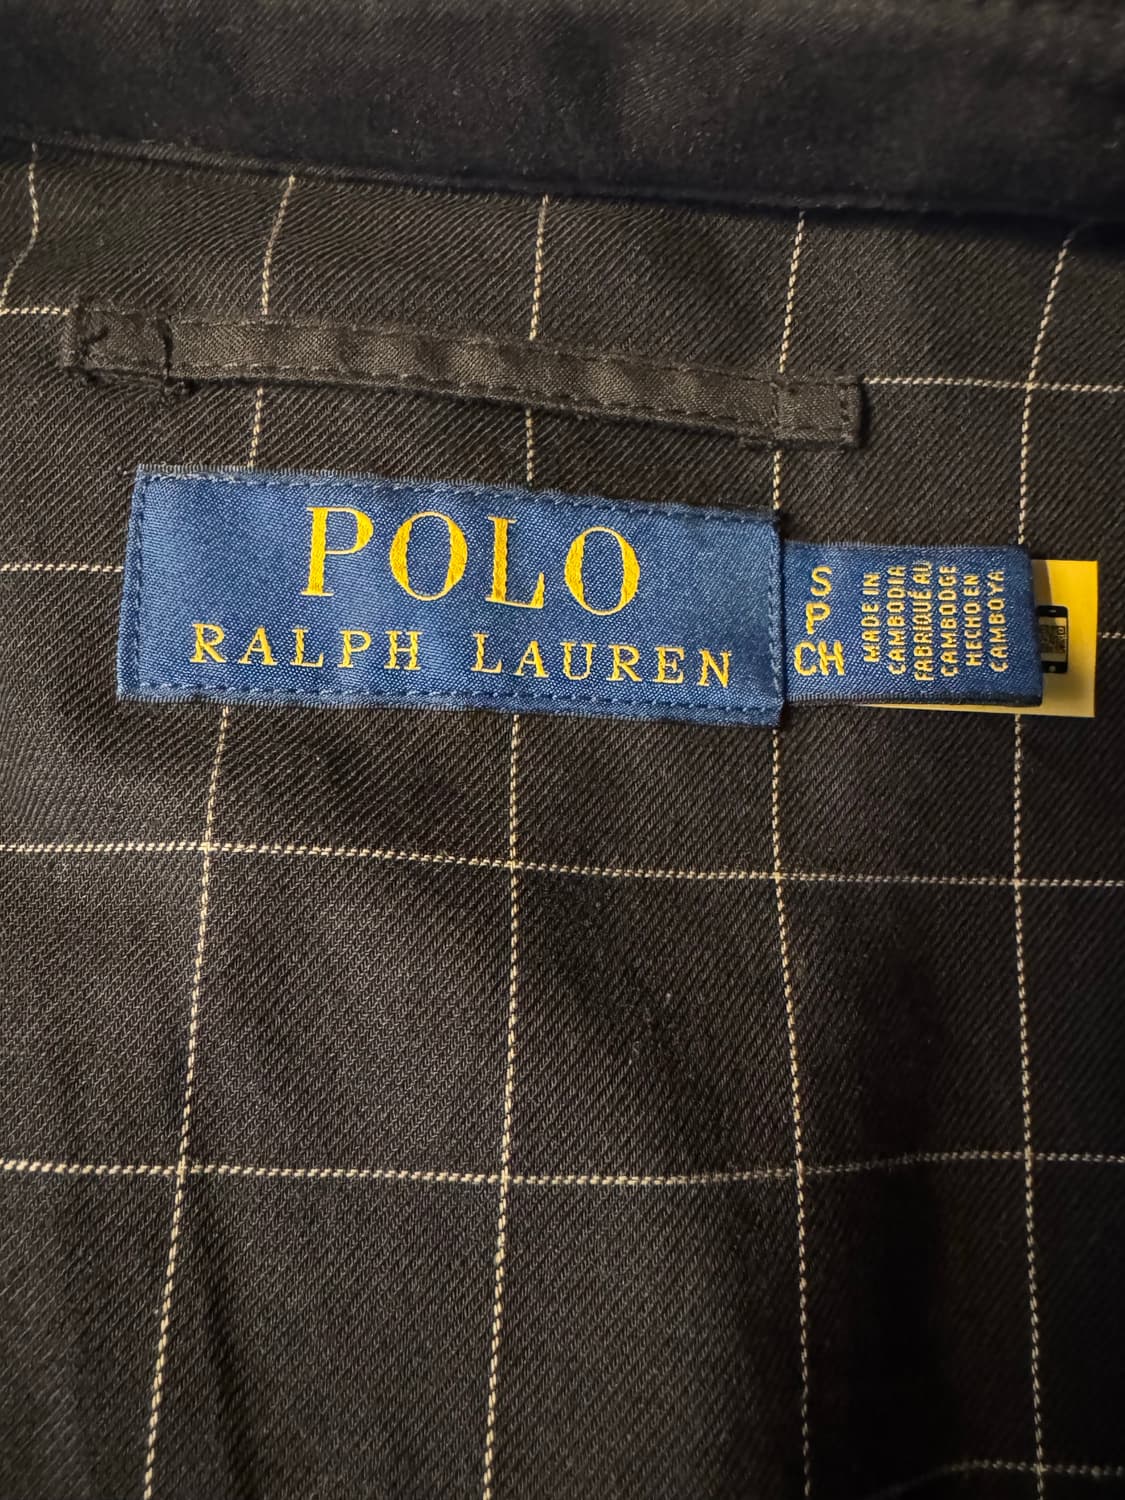 POLO
RALPH LAUREN
S
P
CH
MADE IN
CAMBODIA
FABRIQUÉ AU
CAMBODGE
HECHO EN
CAMBOYA